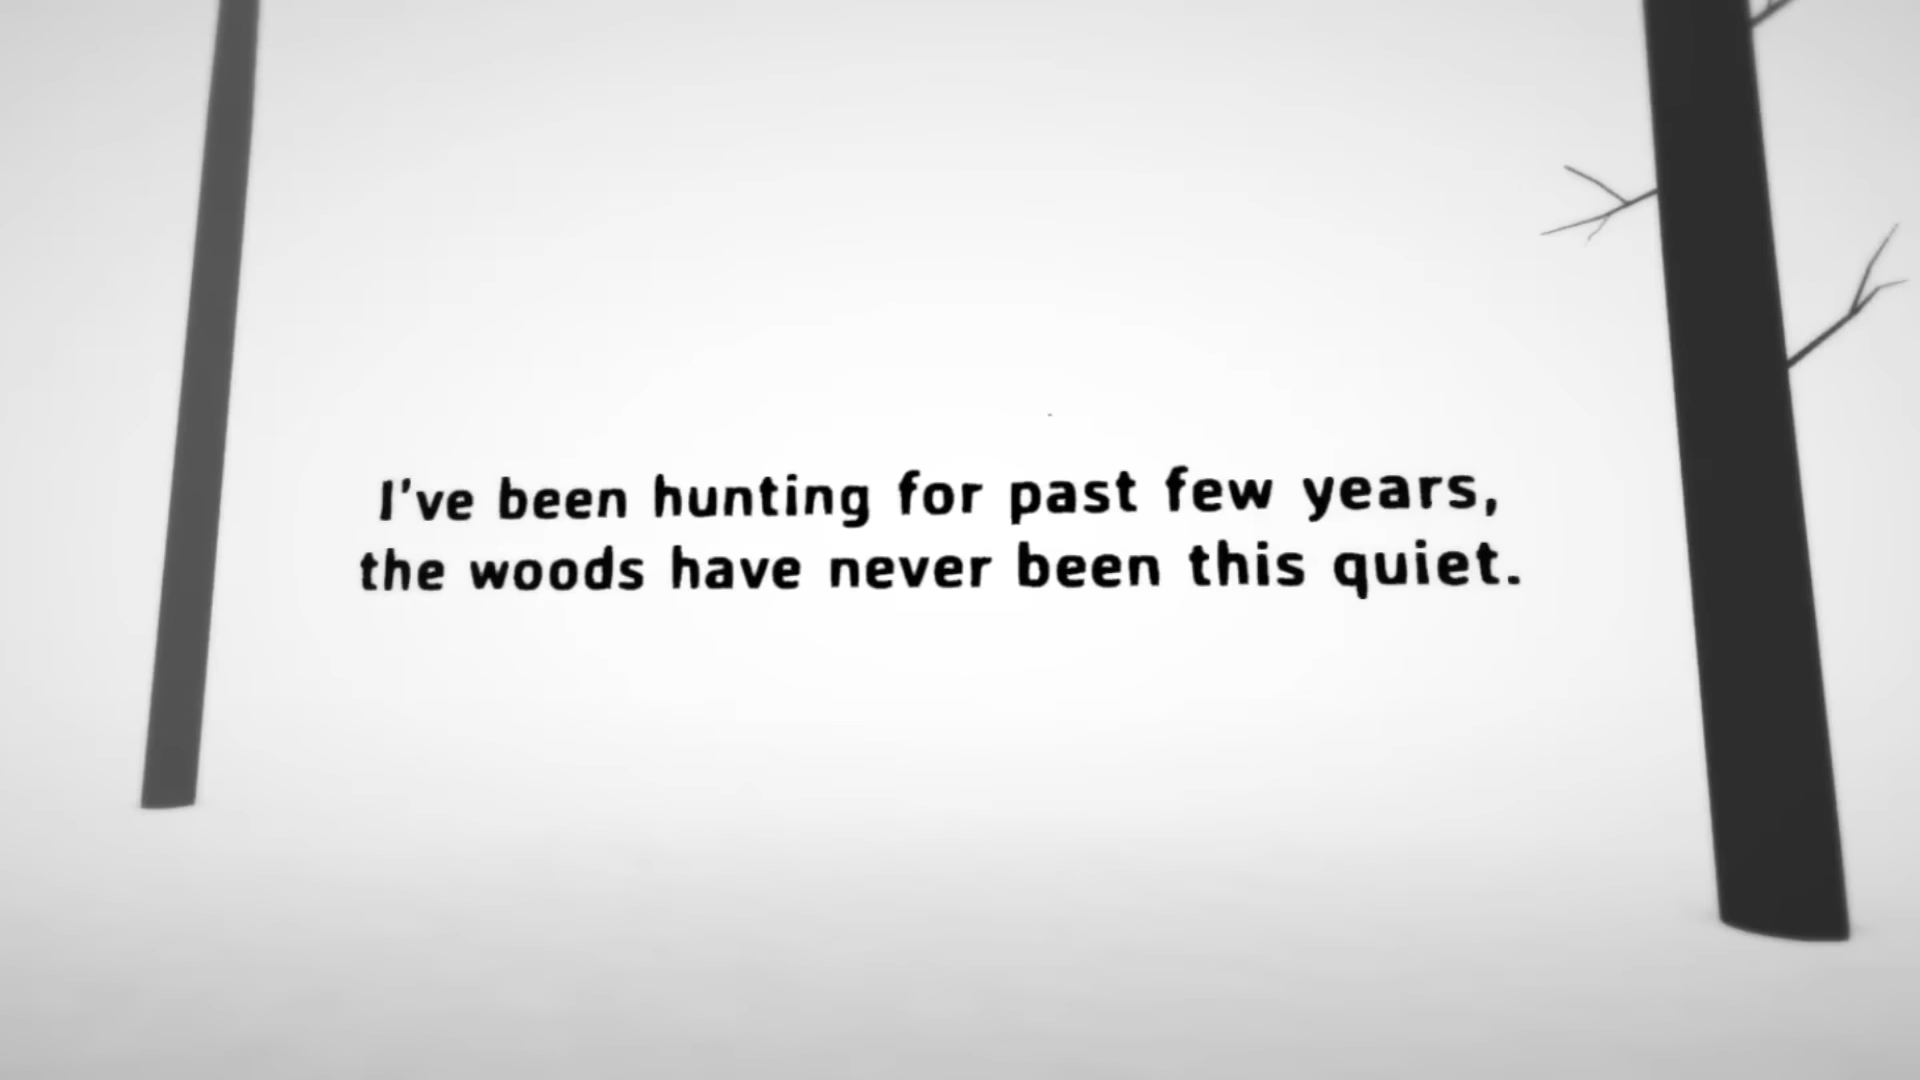 I've been hunting for past few years,
the woods have never been this quiet.